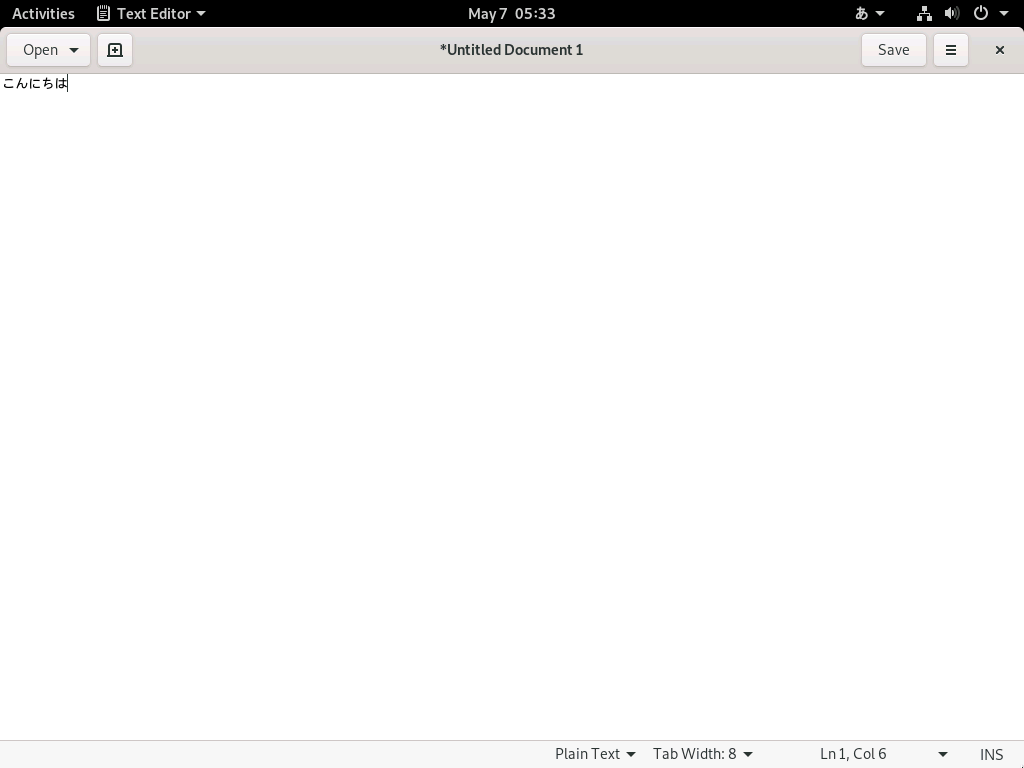 Activities Text Editor May 7 05:33 あ
Open *Untitled Document 1 Save
こんにちは
Plain Text Tab Width: 8 Ln 1, Col 6 INS